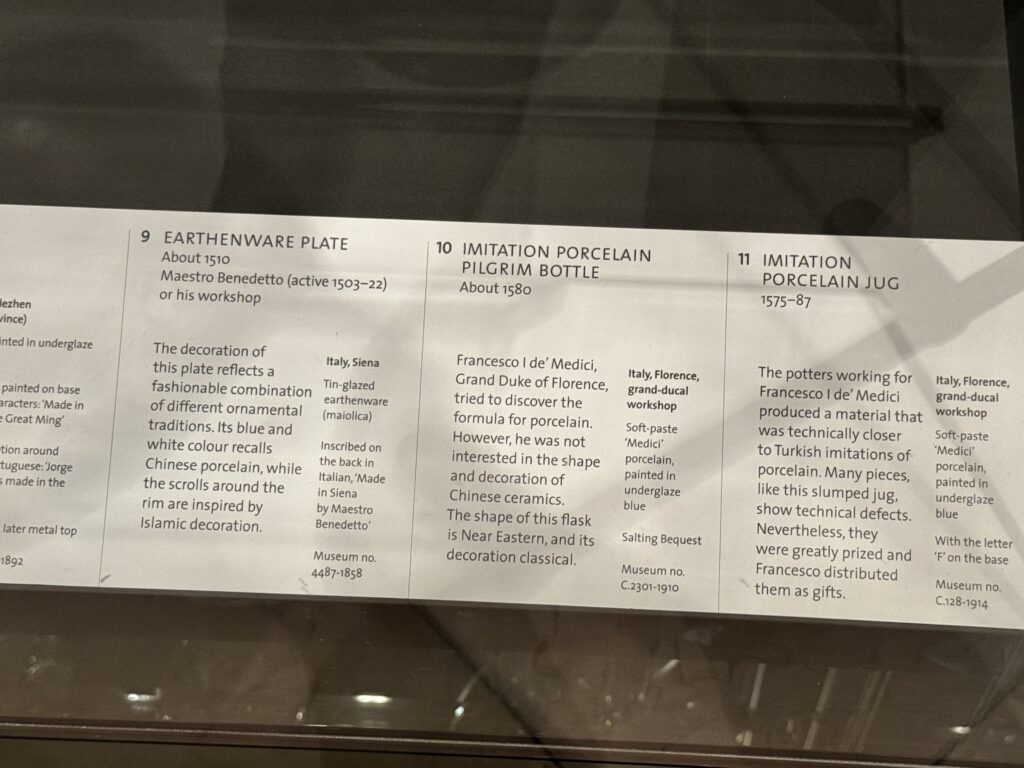 lezhen
vince)
inted in underglaze
painted on base
aracters: 'Made in
e Great Ming'
tion around
rtuguese: 'Jorge
s made in the
later metal top
-1892
9 EARTHENWARE PLATE
About 1510
Maestro Benedetto (active 1503–22)
or his workshop
The decoration of
this plate reflects a
fashionable combination
of different ornamental
traditions. Its blue and
white colour recalls
Chinese porcelain, while
the scrolls around the
rim are inspired by
Islamic decoration.
Italy, Siena
Tin-glazed
earthenware
(maiolica)
Inscribed on
the back in
Italian, 'Made
in Siena
by Maestro
Benedetto'
Museum no.
4487-1858
10 IMITATION PORCELAIN
PILGRIM BOTTLE
About 1580
Francesco I de' Medici,
Grand Duke of Florence,
tried to discover the
formula for porcelain.
However, he was not
interested in the shape
and decoration of
Chinese ceramics.
The shape of this flask
is Near Eastern, and its
decoration classical.
Italy, Florence,
grand-ducal
workshop
Soft-paste
'Medici'
porcelain,
painted in
underglaze
blue
Salting Bequest
Museum no.
C.2301-1910
11 IMITATION
PORCELAIN JUG
1575–87
The potters working for
Francesco I de' Medici
produced a material that
was technically closer
to Turkish imitations of
porcelain. Many pieces,
like this slumped jug,
show technical defects.
Nevertheless, they
were greatly prized and
Francesco distributed
them as gifts.
Italy, Florence,
grand-ducal
workshop
Soft-paste
'Medici'
porcelain,
painted in
underglaze
blue
With the letter
'F' on the base
Museum no.
C.128-1914